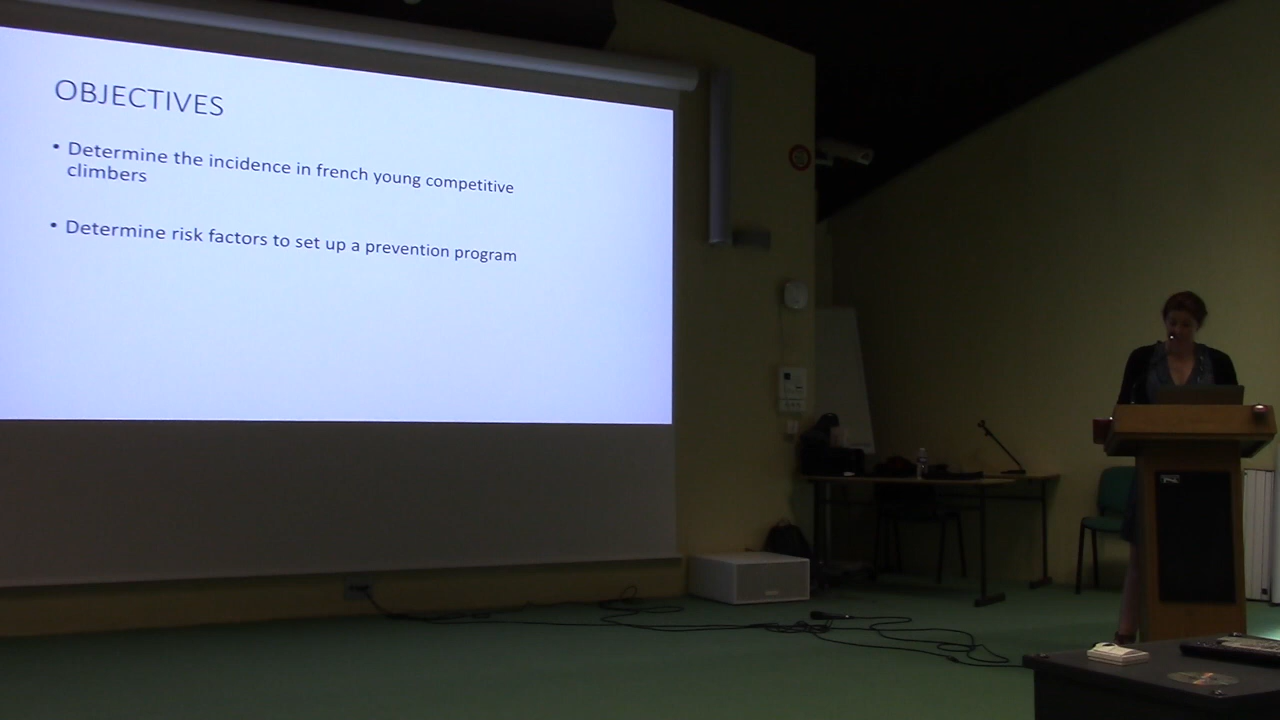 OBJECTIVES
• Determine the incidence in french young competitive
climbers
• Determine risk factors to set up a prevention program